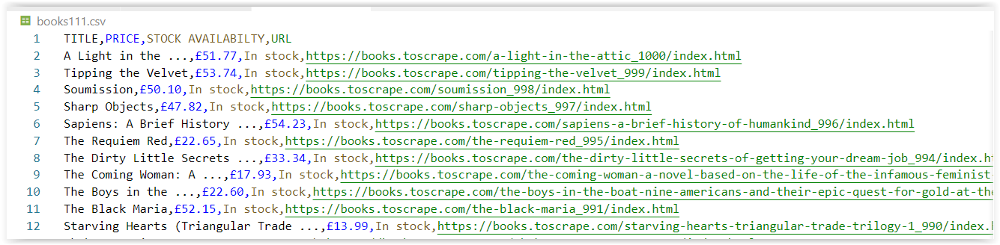 books111.csv
1 TITLE,PRICE,STOCK AVAILABILTY,URL
2 A Light in the ...,£51.77,In stock,https://books.toscrape.com/a-light-in-the-attic_1000/index.html
3 Tipping the Velvet,£53.74,In stock,https://books.toscrape.com/tipping-the-velvet_999/index.html
4 Soumission,£50.10,In stock,https://books.toscrape.com/soumission_998/index.html
5 Sharp Objects,£47.82,In stock,https://books.toscrape.com/sharp-objects_997/index.html
6 Sapiens: A Brief History ...,£54.23,In stock,https://books.toscrape.com/sapiens-a-brief-history-of-humankind_996/index.html
7 The Requiem Red,£22.65,In stock,https://books.toscrape.com/the-requiem-red_995/index.html
8 The Dirty Little Secrets ...,£33.34,In stock,https://books.toscrape.com/the-dirty-little-secrets-of-getting-your-dream-job_994/index.h
9 The Coming Woman: A ...,£17.93,In stock,https://books.toscrape.com/the-coming-woman-a-novel-based-on-the-life-of-the-infamous-feminist-
10 The Boys in the ...,£22.60,In stock,https://books.toscrape.com/the-boys-in-the-boat-nine-americans-and-their-epic-quest-for-gold-at-th
11 The Black Maria,£52.15,In stock,https://books.toscrape.com/the-black-maria_991/index.html
12 Starving Hearts (Triangular Trade ...,£13.99,In stock,https://books.toscrape.com/starving-hearts-triangular-trade-trilogy-1_990/index.